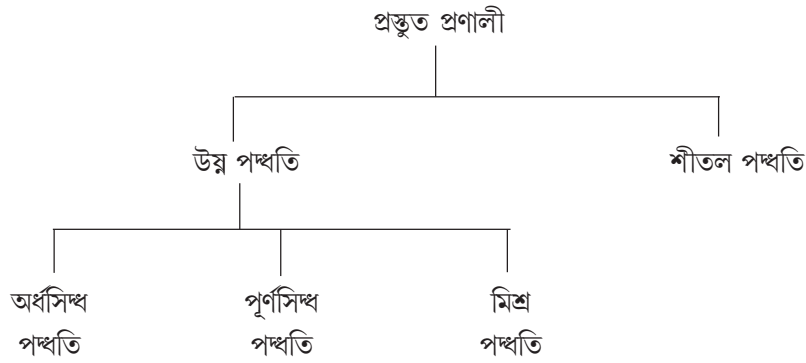 প্রস্তুত প্রণালী
উষ্ণ পদ্ধতি
শীতল পদ্ধতি
অর্ধসিদ্ধ
পদ্ধতি
পূর্ণসিদ্ধ
পদ্ধতি
মিশ্র
পদ্ধতি